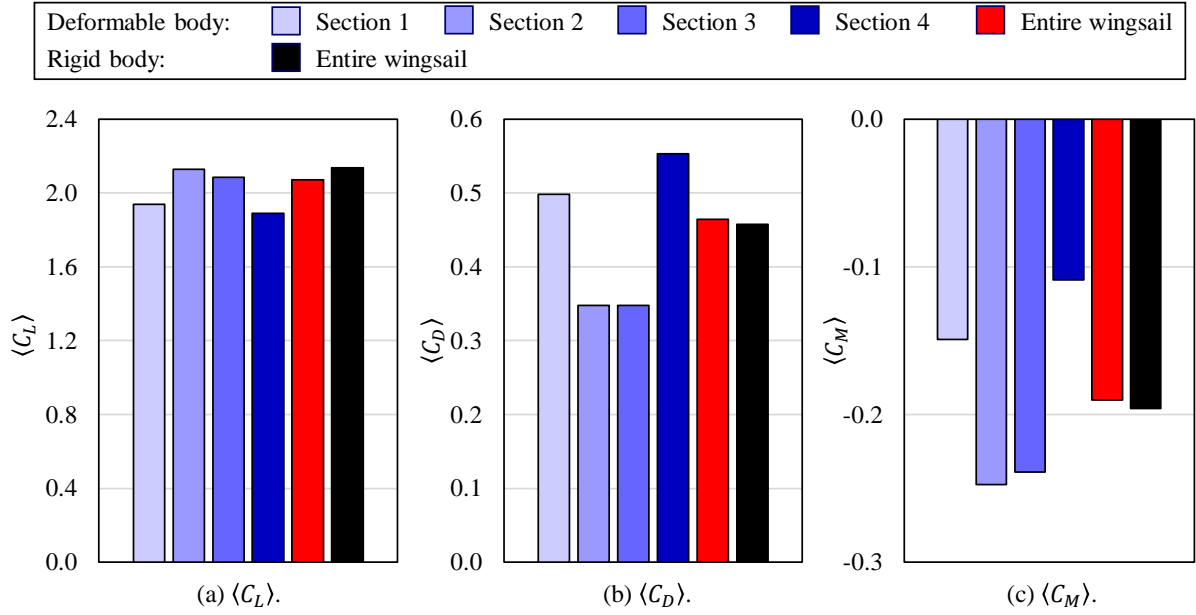 Deformable body: Section 1 Section 2 Section 3 Section 4 Entire wingsail
Rigid body: Entire wingsail
2.4
2.0
1.6
1.2
0.8
0.4
0.0
⟨C_L⟩
(a) ⟨C_L⟩.
0.6
0.5
0.4
0.3
0.2
0.1
0.0
⟨C_D⟩
(b) ⟨C_D⟩.
0.0
-0.1
-0.2
-0.3
⟨C_M⟩
(c) ⟨C_M⟩.